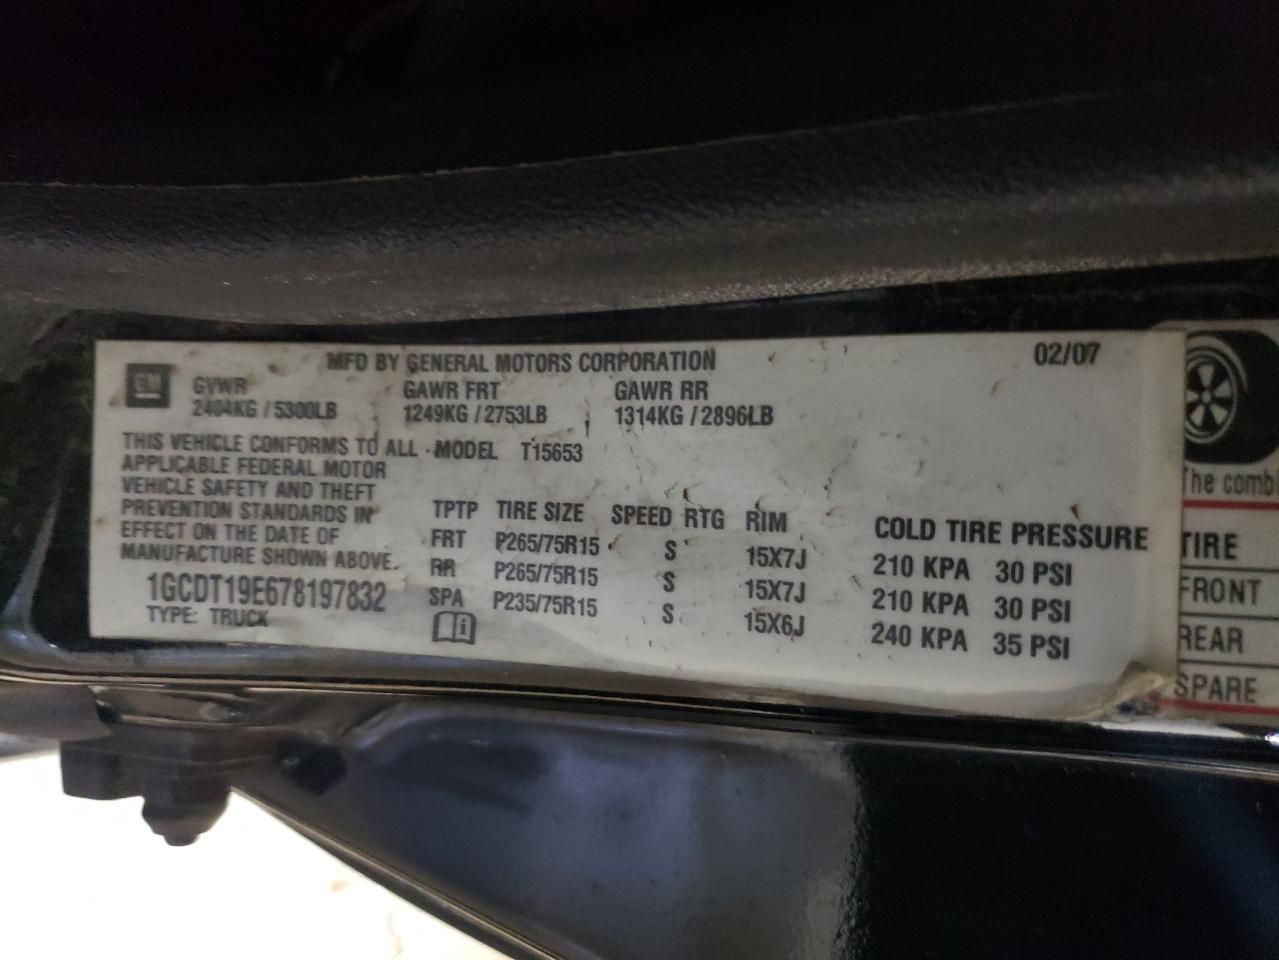 MFD BY GENERAL MOTORS CORPORATION 02/07
GM
GVWR GAWR FRT GAWR RR
2404KG / 5300LB 1249KG / 2753LB 1314KG / 2896LB
THIS VEHICLE CONFORMS TO ALL MODEL T15653
APPLICABLE FEDERAL MOTOR
VEHICLE SAFETY AND THEFT
PREVENTION STANDARDS IN
EFFECT ON THE DATE OF
MANUFACTURE SHOWN ABOVE.
1GCDT19E678197832
TYPE: TRUCK
TPTP TIRE SIZE SPEED RTG RIM COLD TIRE PRESSURE
FRT P265/75R15 S 15X7J 210 KPA 30 PSI
RR P265/75R15 S 15X7J 210 KPA 30 PSI
SPA P235/75R15 S 15X6J 240 KPA 35 PSI
The comb
TIRE
FRONT
REAR
SPARE